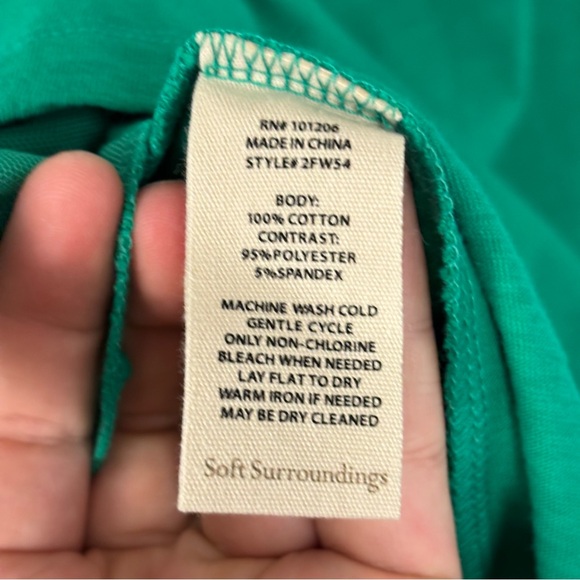 RN# 101206
MADE IN CHINA
STYLE# 2FW54
BODY:
100% COTTON
CONTRAST:
95%POLYESTER
5%SPANDEX
MACHINE WASH COLD
GENTLE CYCLE
ONLY NON-CHLORINE
BLEACH WHEN NEEDED
LAY FLAT TO DRY
WARM IRON IF NEEDED
MAY BE DRY CLEANED
Soft Surroundings